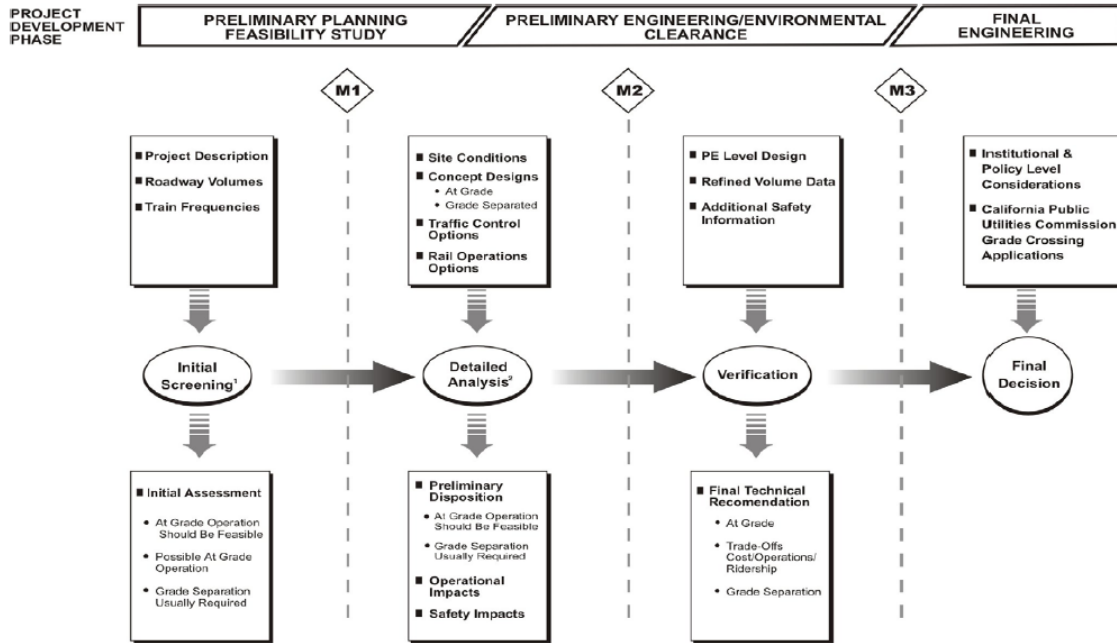 PROJECT
DEVELOPMENT
PHASE
PRELIMINARY PLANNING
FEASIBILITY STUDY
PRELIMINARY ENGINEERING/ENVIRONMENTAL
CLEARANCE
FINAL
ENGINEERING
M1
M2
M3
■ Project Description
■ Roadway Volumes
■ Train Frequencies
■ Site Conditions
■ Concept Designs
• At Grade
• Grade Separated
■ Traffic Control
Options
■ Rail Operations
Options
■ PE Level Design
■ Refined Volume Data
■ Additional Safety
Information
■ Institutional &
Policy Level
Considerations
■ California Public
Utilities Commission
Grade Crossing
Applications
Initial
Screening¹
Detailed
Analysis²
Verification
Final
Decision
■ Initial Assessment
• At Grade Operation
Should Be Feasible
• Possible At Grade
Operation
• Grade Separation
Usually Required
■ Preliminary
Disposition
• At Grade Operation
Should Be Feasible
• Grade Separation
Usually Required
■ Operational
Impacts
■ Safety Impacts
■ Final Technical
Recomendation
• At Grade
• Trade-Offs
Cost/Operations/
Ridership
• Grade Separation